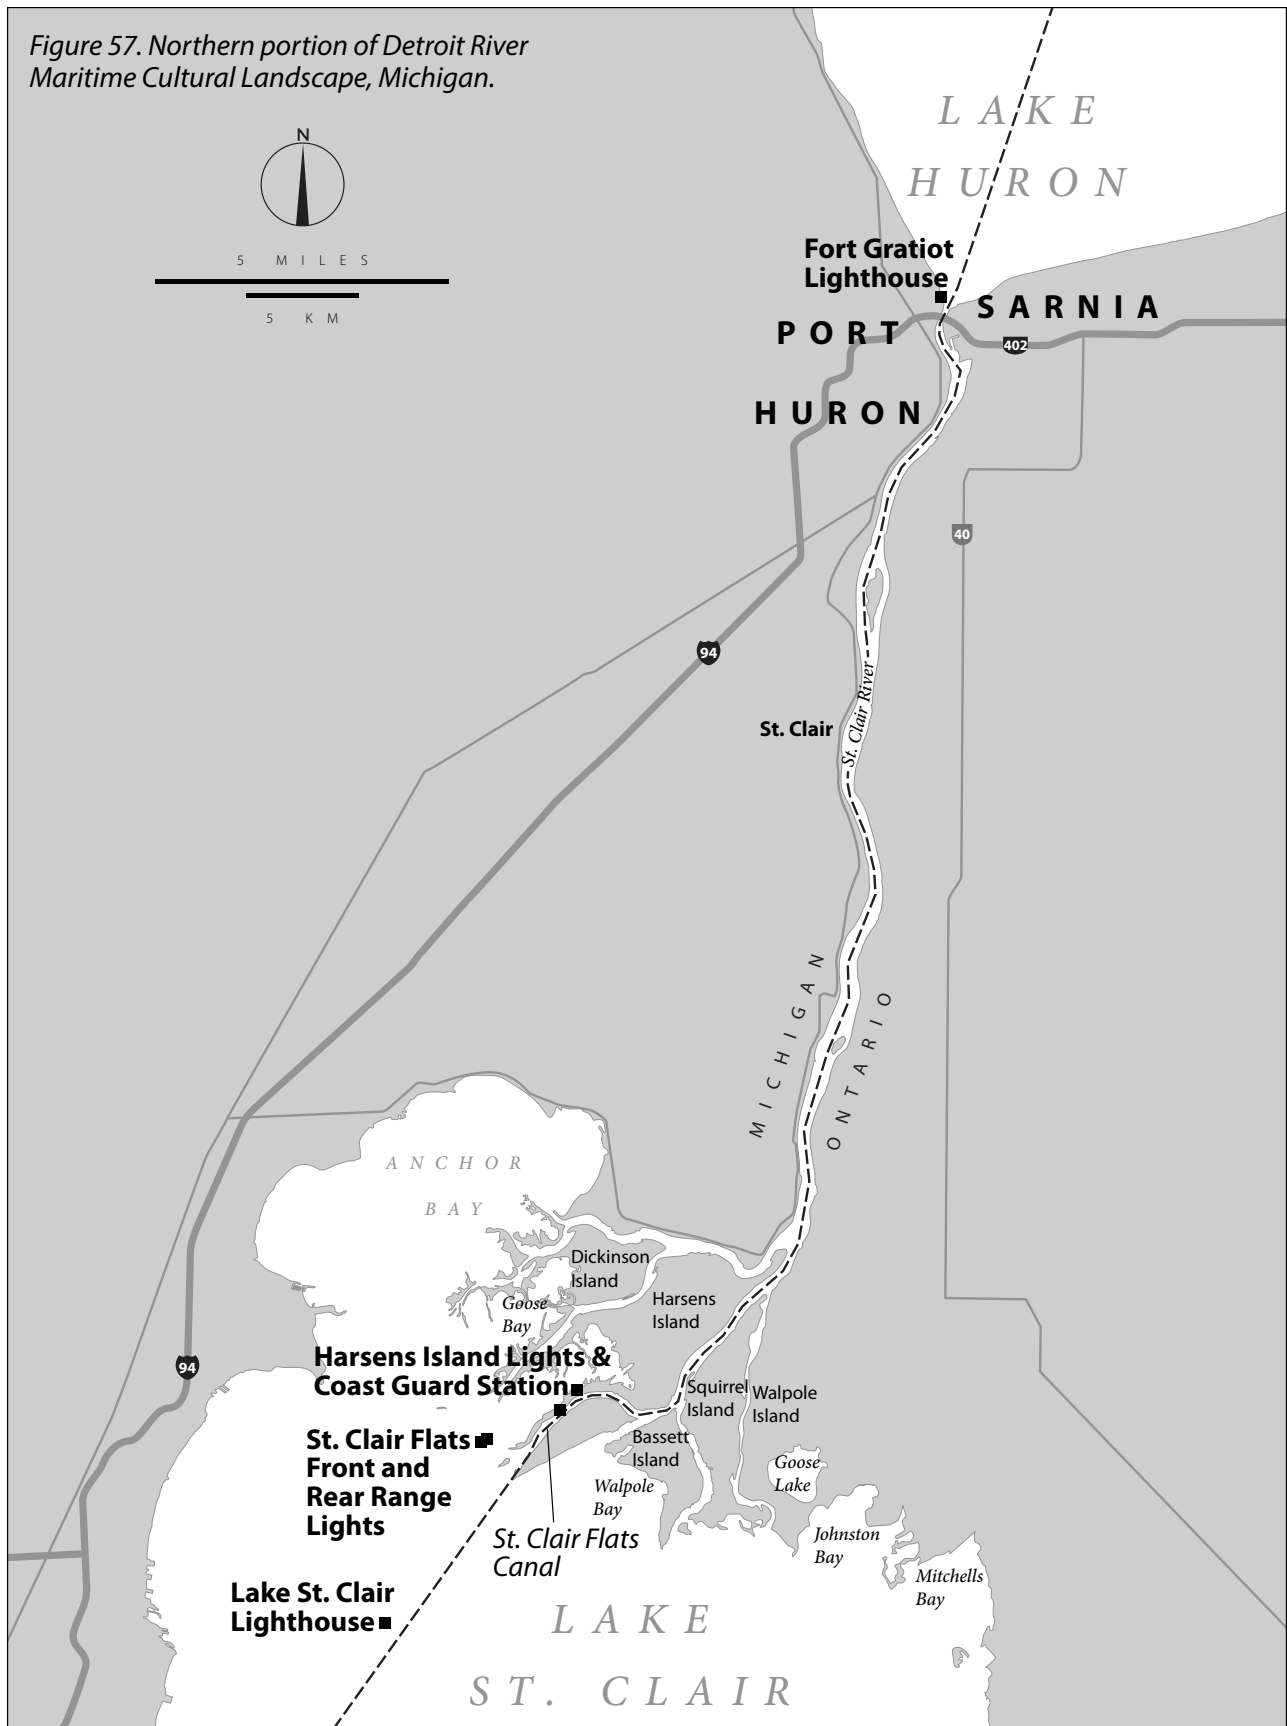 Figure 57. Northern portion of Detroit River
Maritime Cultural Landscape, Michigan.
N
5 MILES
5 KM
LAKE
HURON
Fort Gratiot
Lighthouse
SARNIA
PORT
HURON
402
40
94
St. Clair River
St. Clair
MICHIGAN
ONTARIO
ANCHOR
BAY
Dickinson
Island
Harsens
Island
Goose
Bay
Harsens Island Lights &
Coast Guard Station
94
Squirrel
Island
Walpole
Island
St. Clair Flats
Front and
Rear Range
Lights
Bassett
Island
Goose
Lake
Walpole
Bay
St. Clair Flats
Canal
Johnston
Bay
Mitchells
Bay
Lake St. Clair
Lighthouse
LAKE
ST. CLAIR